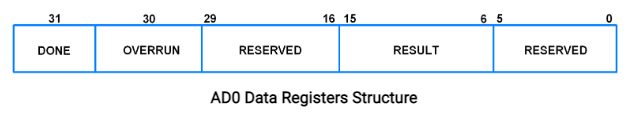 31 30 29 16 15 6 5 0
DONE OVERRUN RESERVED RESULT RESERVED
AD0 Data Registers Structure